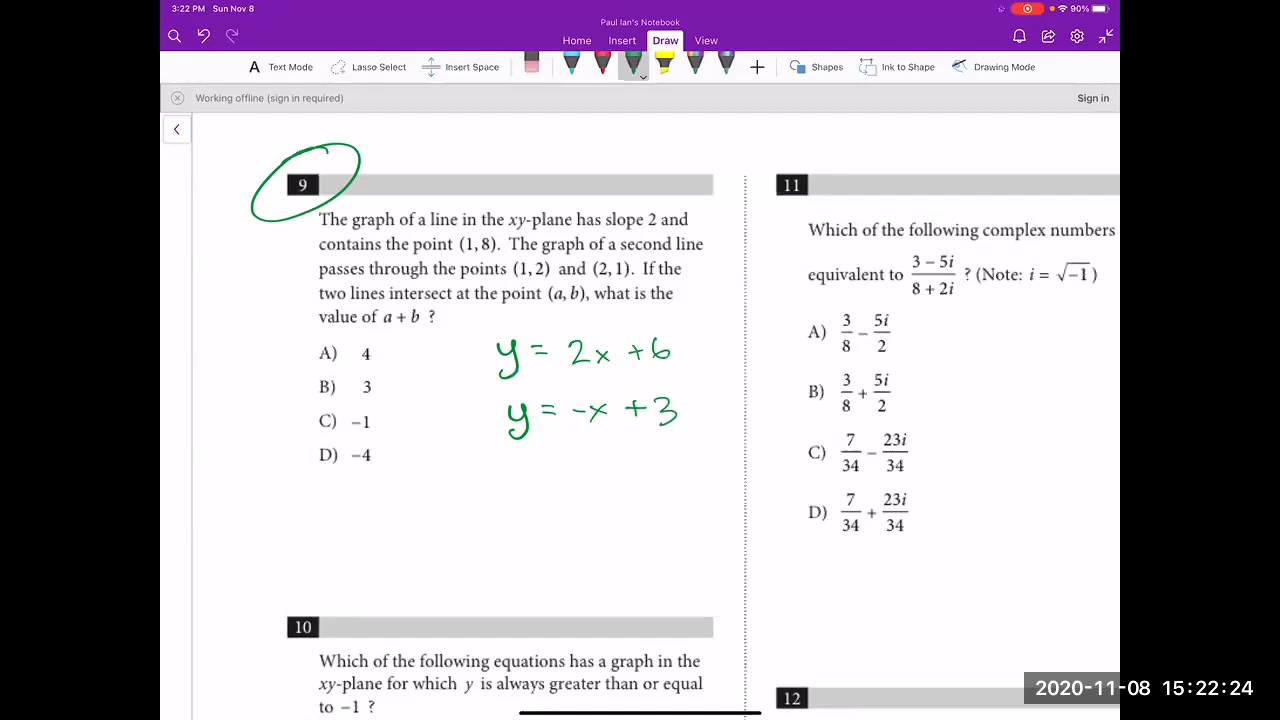 3:22 PM Sun Nov 8
90%
Paul Ian's Notebook
Home Insert Draw View
A Text Mode Lasso Select Insert Space Shapes Ink to Shape Drawing Mode
Working offline (sign in required) Sign in
9
The graph of a line in the xy-plane has slope 2 and
contains the point (1, 8). The graph of a second line
passes through the points (1, 2) and (2, 1). If the
two lines intersect at the point (a, b), what is the
value of a + b ?
A) 4
B) 3
C) −1
D) −4
y = 2x + 6
y = -x + 3
10
Which of the following equations has a graph in the
xy-plane for which y is always greater than or equal
to −1 ?
11
Which of the following complex numbers
equivalent to (3 − 5i)/(8 + 2i) ? (Note: i = √−1)
A) 3/8 − 5i/2
B) 3/8 + 5i/2
C) 7/34 − 23i/34
D) 7/34 + 23i/34
12
2020-11-08 15:22:24